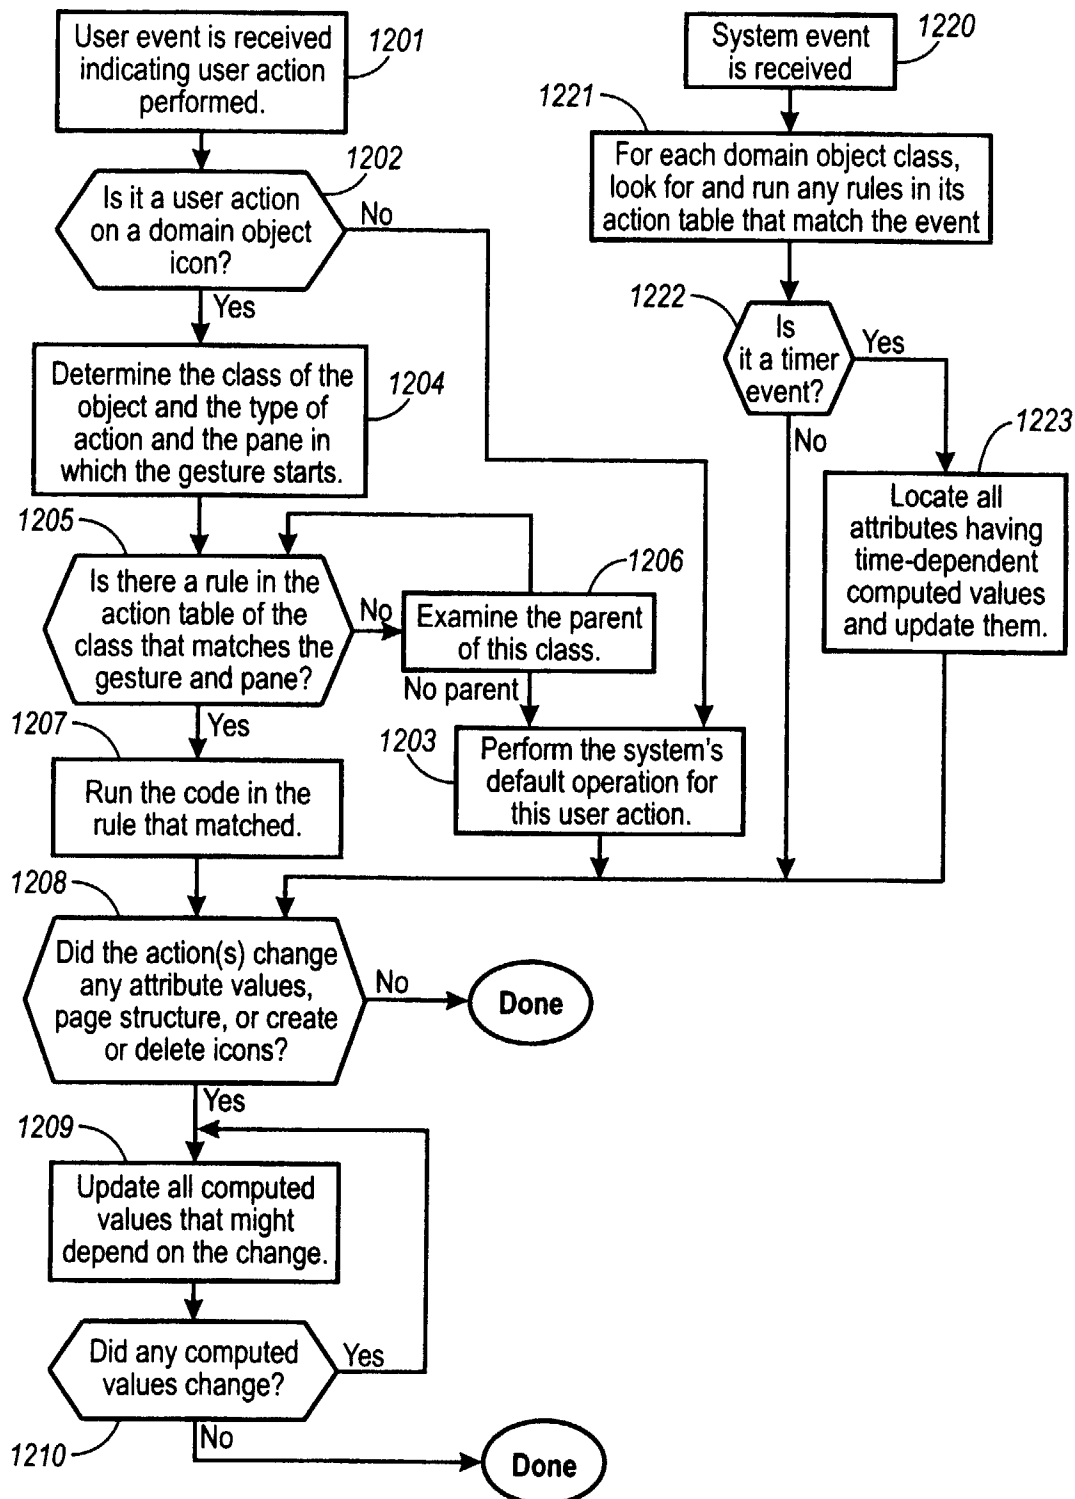 User event is received
indicating user action
performed.
1201
1202
Is it a user action
on a domain object
icon?
No
Yes
Determine the class of the
object and the type of
action and the pane in
which the gesture starts.
1204
1205
Is there a rule in the
action table of the
class that matches the
gesture and pane?
No
1206
Examine the parent
of this class.
No parent
Yes
1207
Run the code in the
rule that matched.
1203
Perform the system's
default operation for
this user action.
1208
Did the action(s) change
any attribute values,
page structure, or create
or delete icons?
No
Done
Yes
1209
Update all computed
values that might
depend on the change.
Did any computed
values change?
Yes
1210
No
Done
System event
is received
1220
1221
For each domain object class,
look for and run any rules in its
action table that match the event
1222
Is
it a timer
event?
Yes
No
1223
Locate all
attributes having
time-dependent
computed values
and update them.